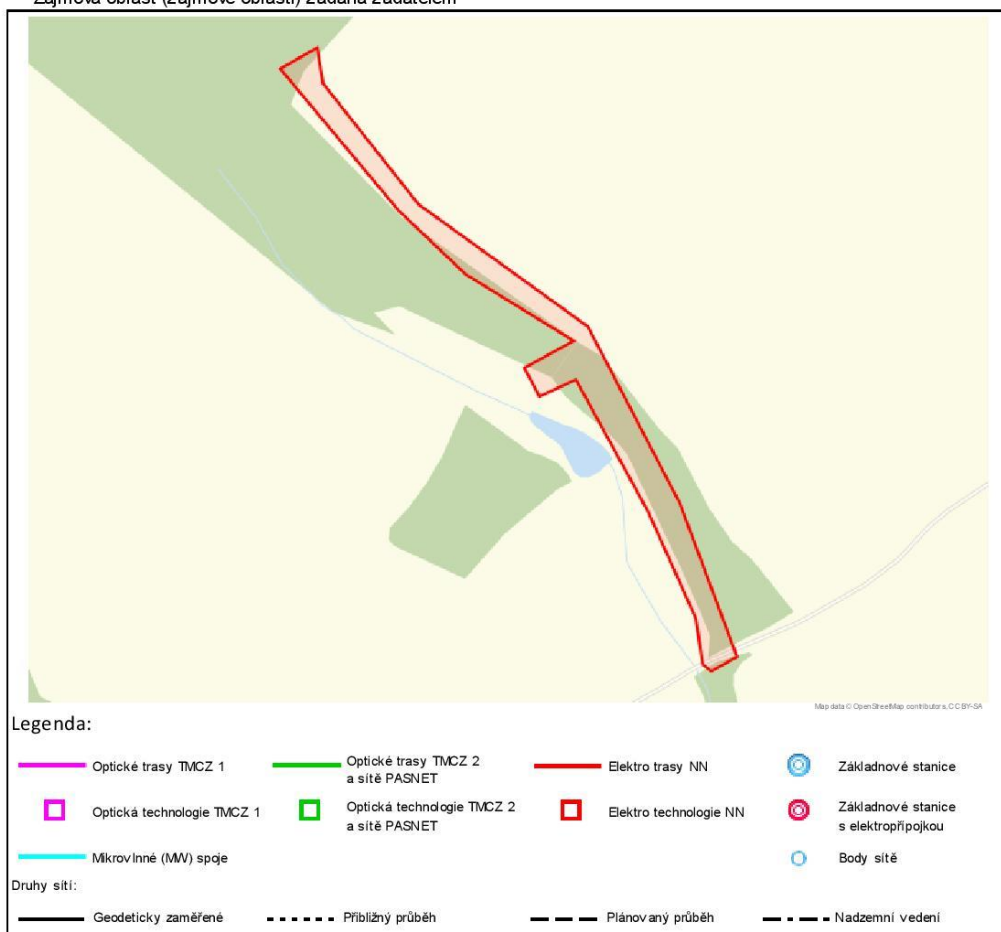 Zájmová oblast (zájmové oblasti) žádaná žadatelem
Map data © OpenStreetMap contributors, CC BY-SA
Legenda:
Optické trasy TMCZ 1
Optické trasy TMCZ 2
a sítě PASNET
Elektro trasy NN
Základnové stanice
Optická technologie TMCZ 1
Optická technologie TMCZ 2
a sítě PASNET
Elektro technologie NN
Základnové stanice
s elektropřípojkou
Mikrovlnné (MW) spoje
Body sítě
Druhy sítí:
Geodeticky zaměřené
Přibližný průběh
Plánovaný průběh
Nadzemní vedení